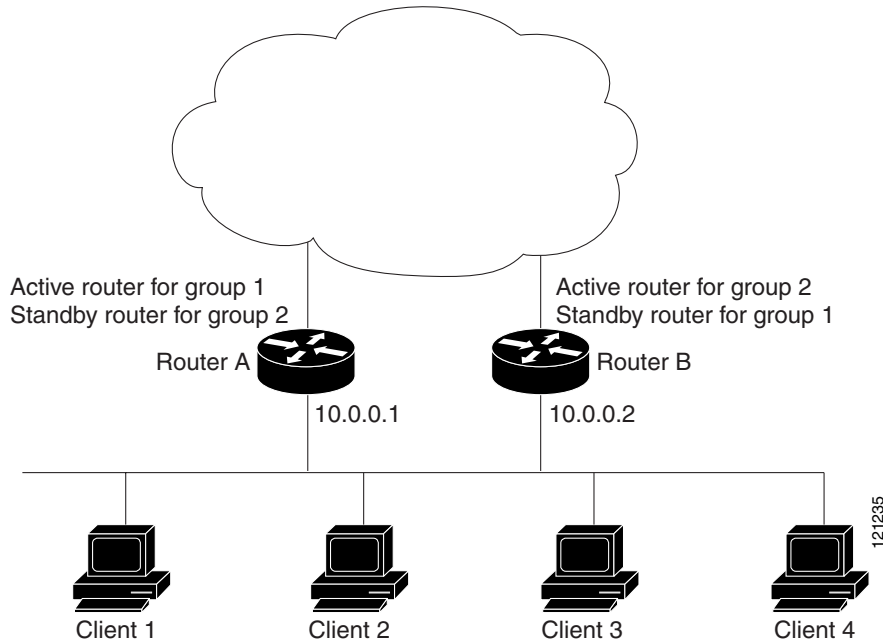 Active router for group 1
Standby router for group 2
Active router for group 2
Standby router for group 1
Router A
Router B
10.0.0.1
10.0.0.2
121235
Client 1
Client 2
Client 3
Client 4